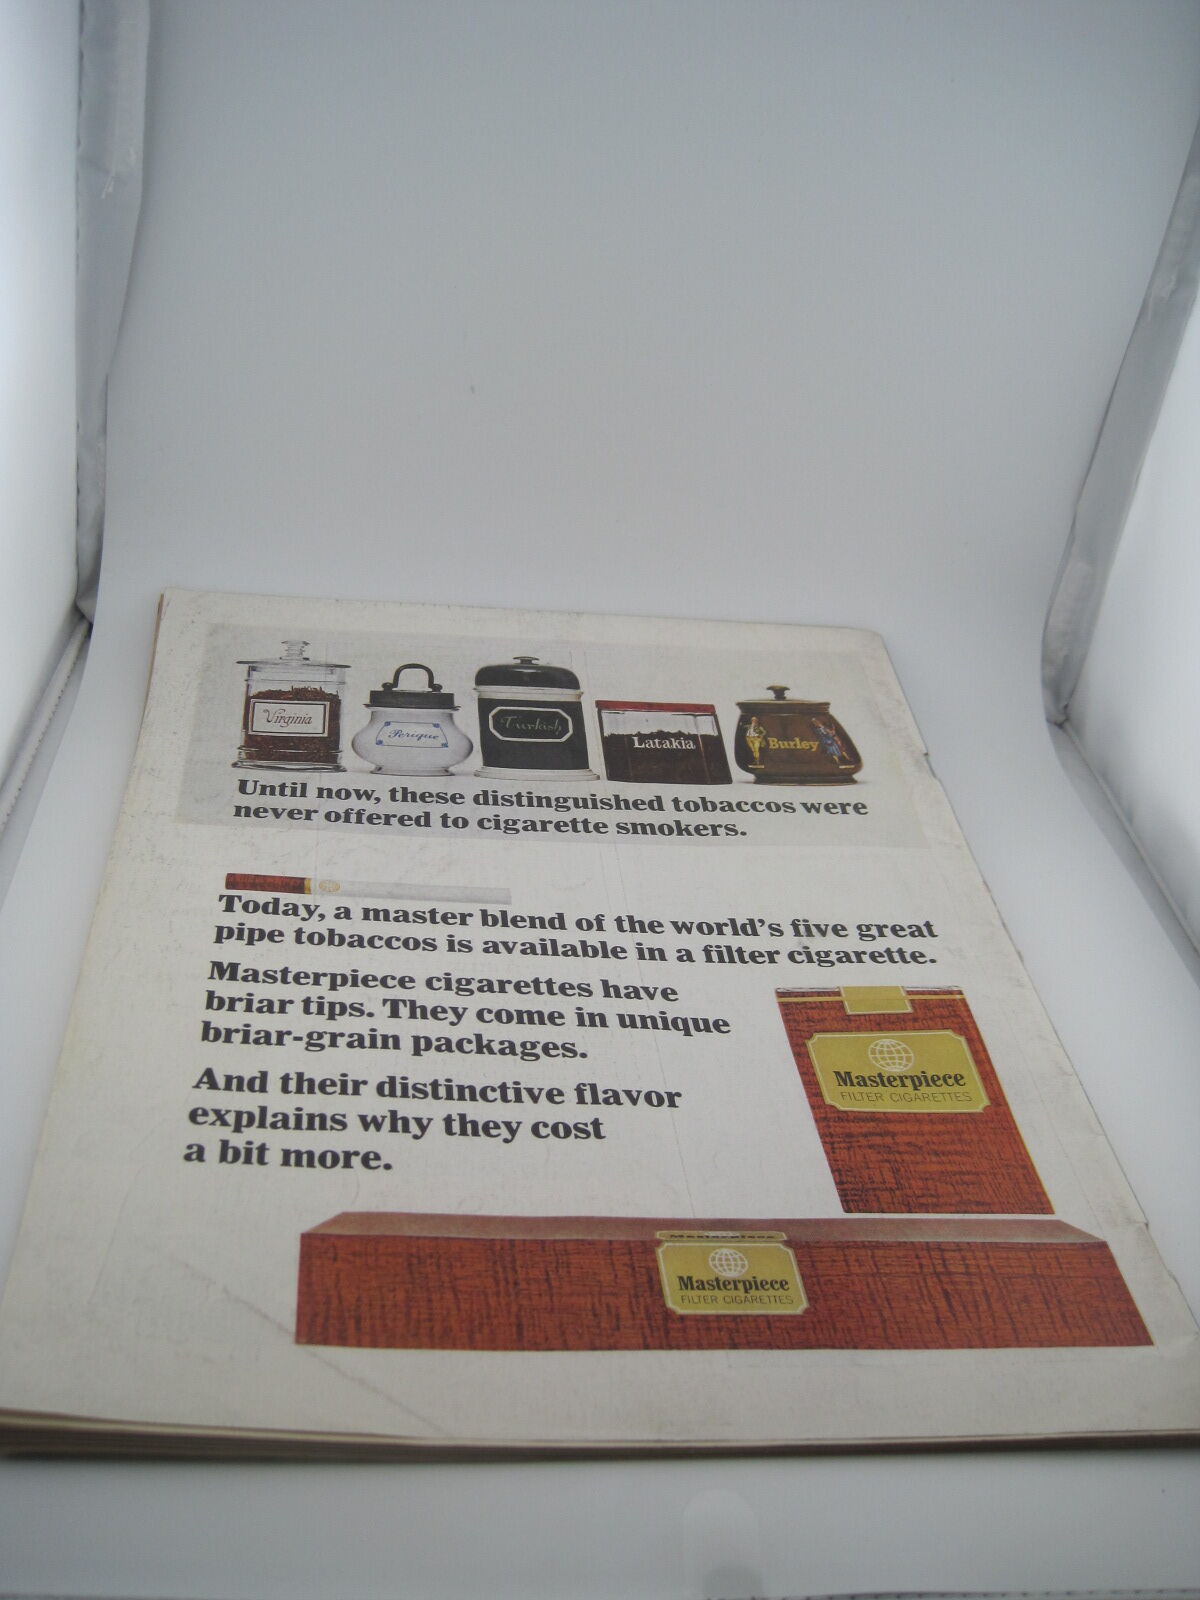 Virginia
Perique
Turkish
Latakia
Burley
Until now, these distinguished tobaccos were
never offered to cigarette smokers.
Today, a master blend of the world's five great
pipe tobaccos is available in a filter cigarette.
Masterpiece cigarettes have
briar tips. They come in unique
briar-grain packages.
And their distinctive flavor
explains why they cost
a bit more.
Masterpiece
FILTER CIGARETTES
Masterpiece
Masterpiece
FILTER CIGARETTES